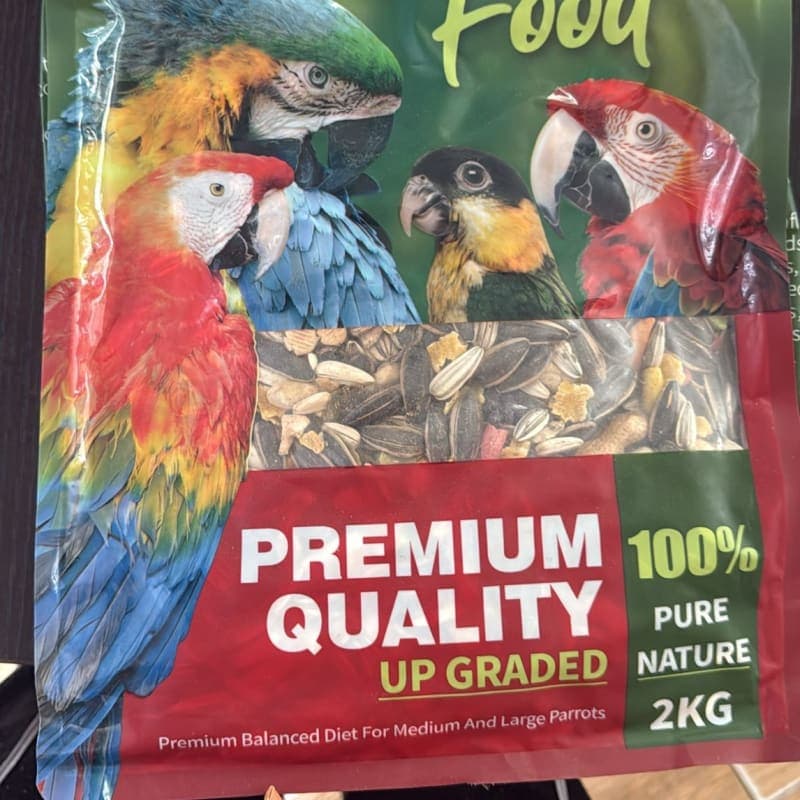 Food
PREMIUM
QUALITY
UP GRADED
Premium Balanced Diet For Medium And Large Parrots
100%
PURE
NATURE
2KG